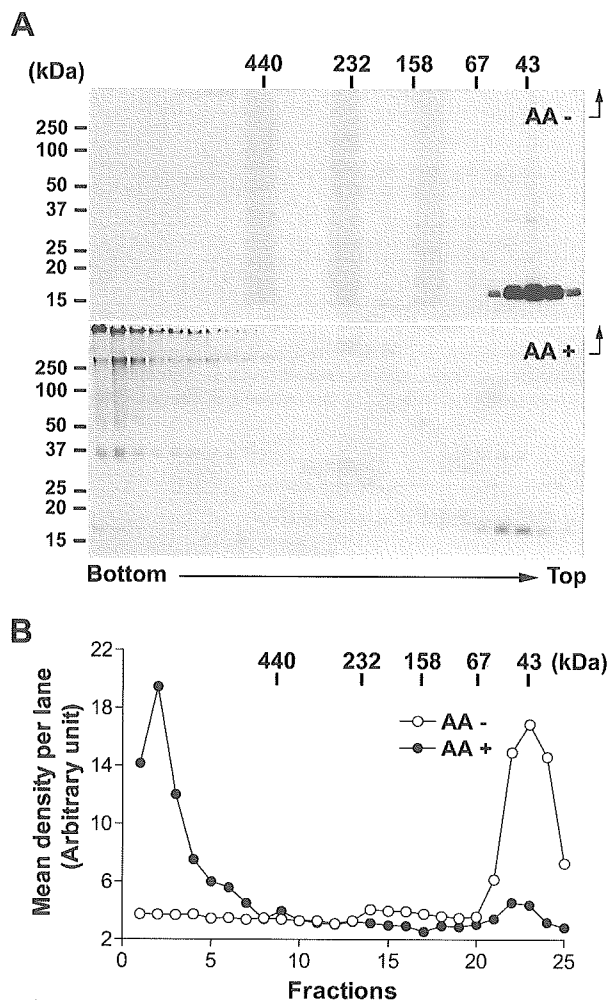 A
(kDa)
440 232 158 67 43
AA -
250
100
50
37
25
20
15
AA +
250
100
50
37
25
20
15
Bottom Top
B
22
18
14
10
6
2
Mean density per lane
(Arbitrary unit)
440 232 158 67 43 (kDa)
AA -
AA +
0 5 10 15 20 25
Fractions